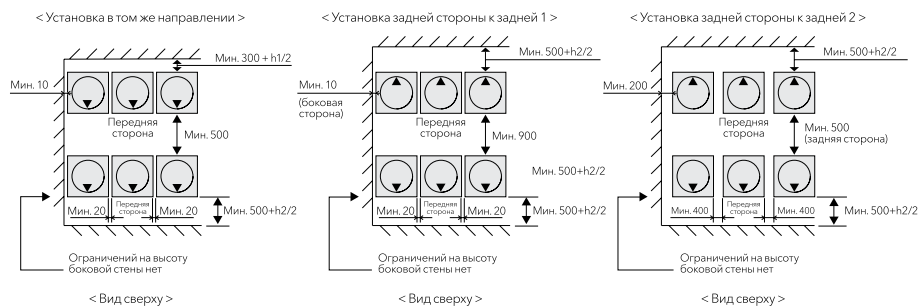 < Установка в том же направлении >
Мин. 300 + h1/2
Мин. 10
Передняя
сторона
Мин. 500
Мин. 20
Передняя
сторона
Мин. 20
Мин. 500+h2/2
Ограничений на высоту
боковой стены нет
< Вид сверху >
< Установка задней стороны к задней 1 >
Мин. 500+h2/2
Мин. 10
(боковая
сторона)
Передняя
сторона
Мин. 900
Мин. 500+h2/2
Мин. 20
Передняя
сторона
Мин. 20
Мин. 500+h2/2
Ограничений на высоту
боковой стены нет
< Вид сверху >
< Установка задней стороны к задней 2 >
Мин. 500+h2/2
Мин. 200
Передняя
сторона
Мин. 500
(задняя сторона)
Мин. 400
Передняя
сторона
Мин. 400
Мин. 500+h2/2
Ограничений на высоту
боковой стены нет
< Вид сверху >